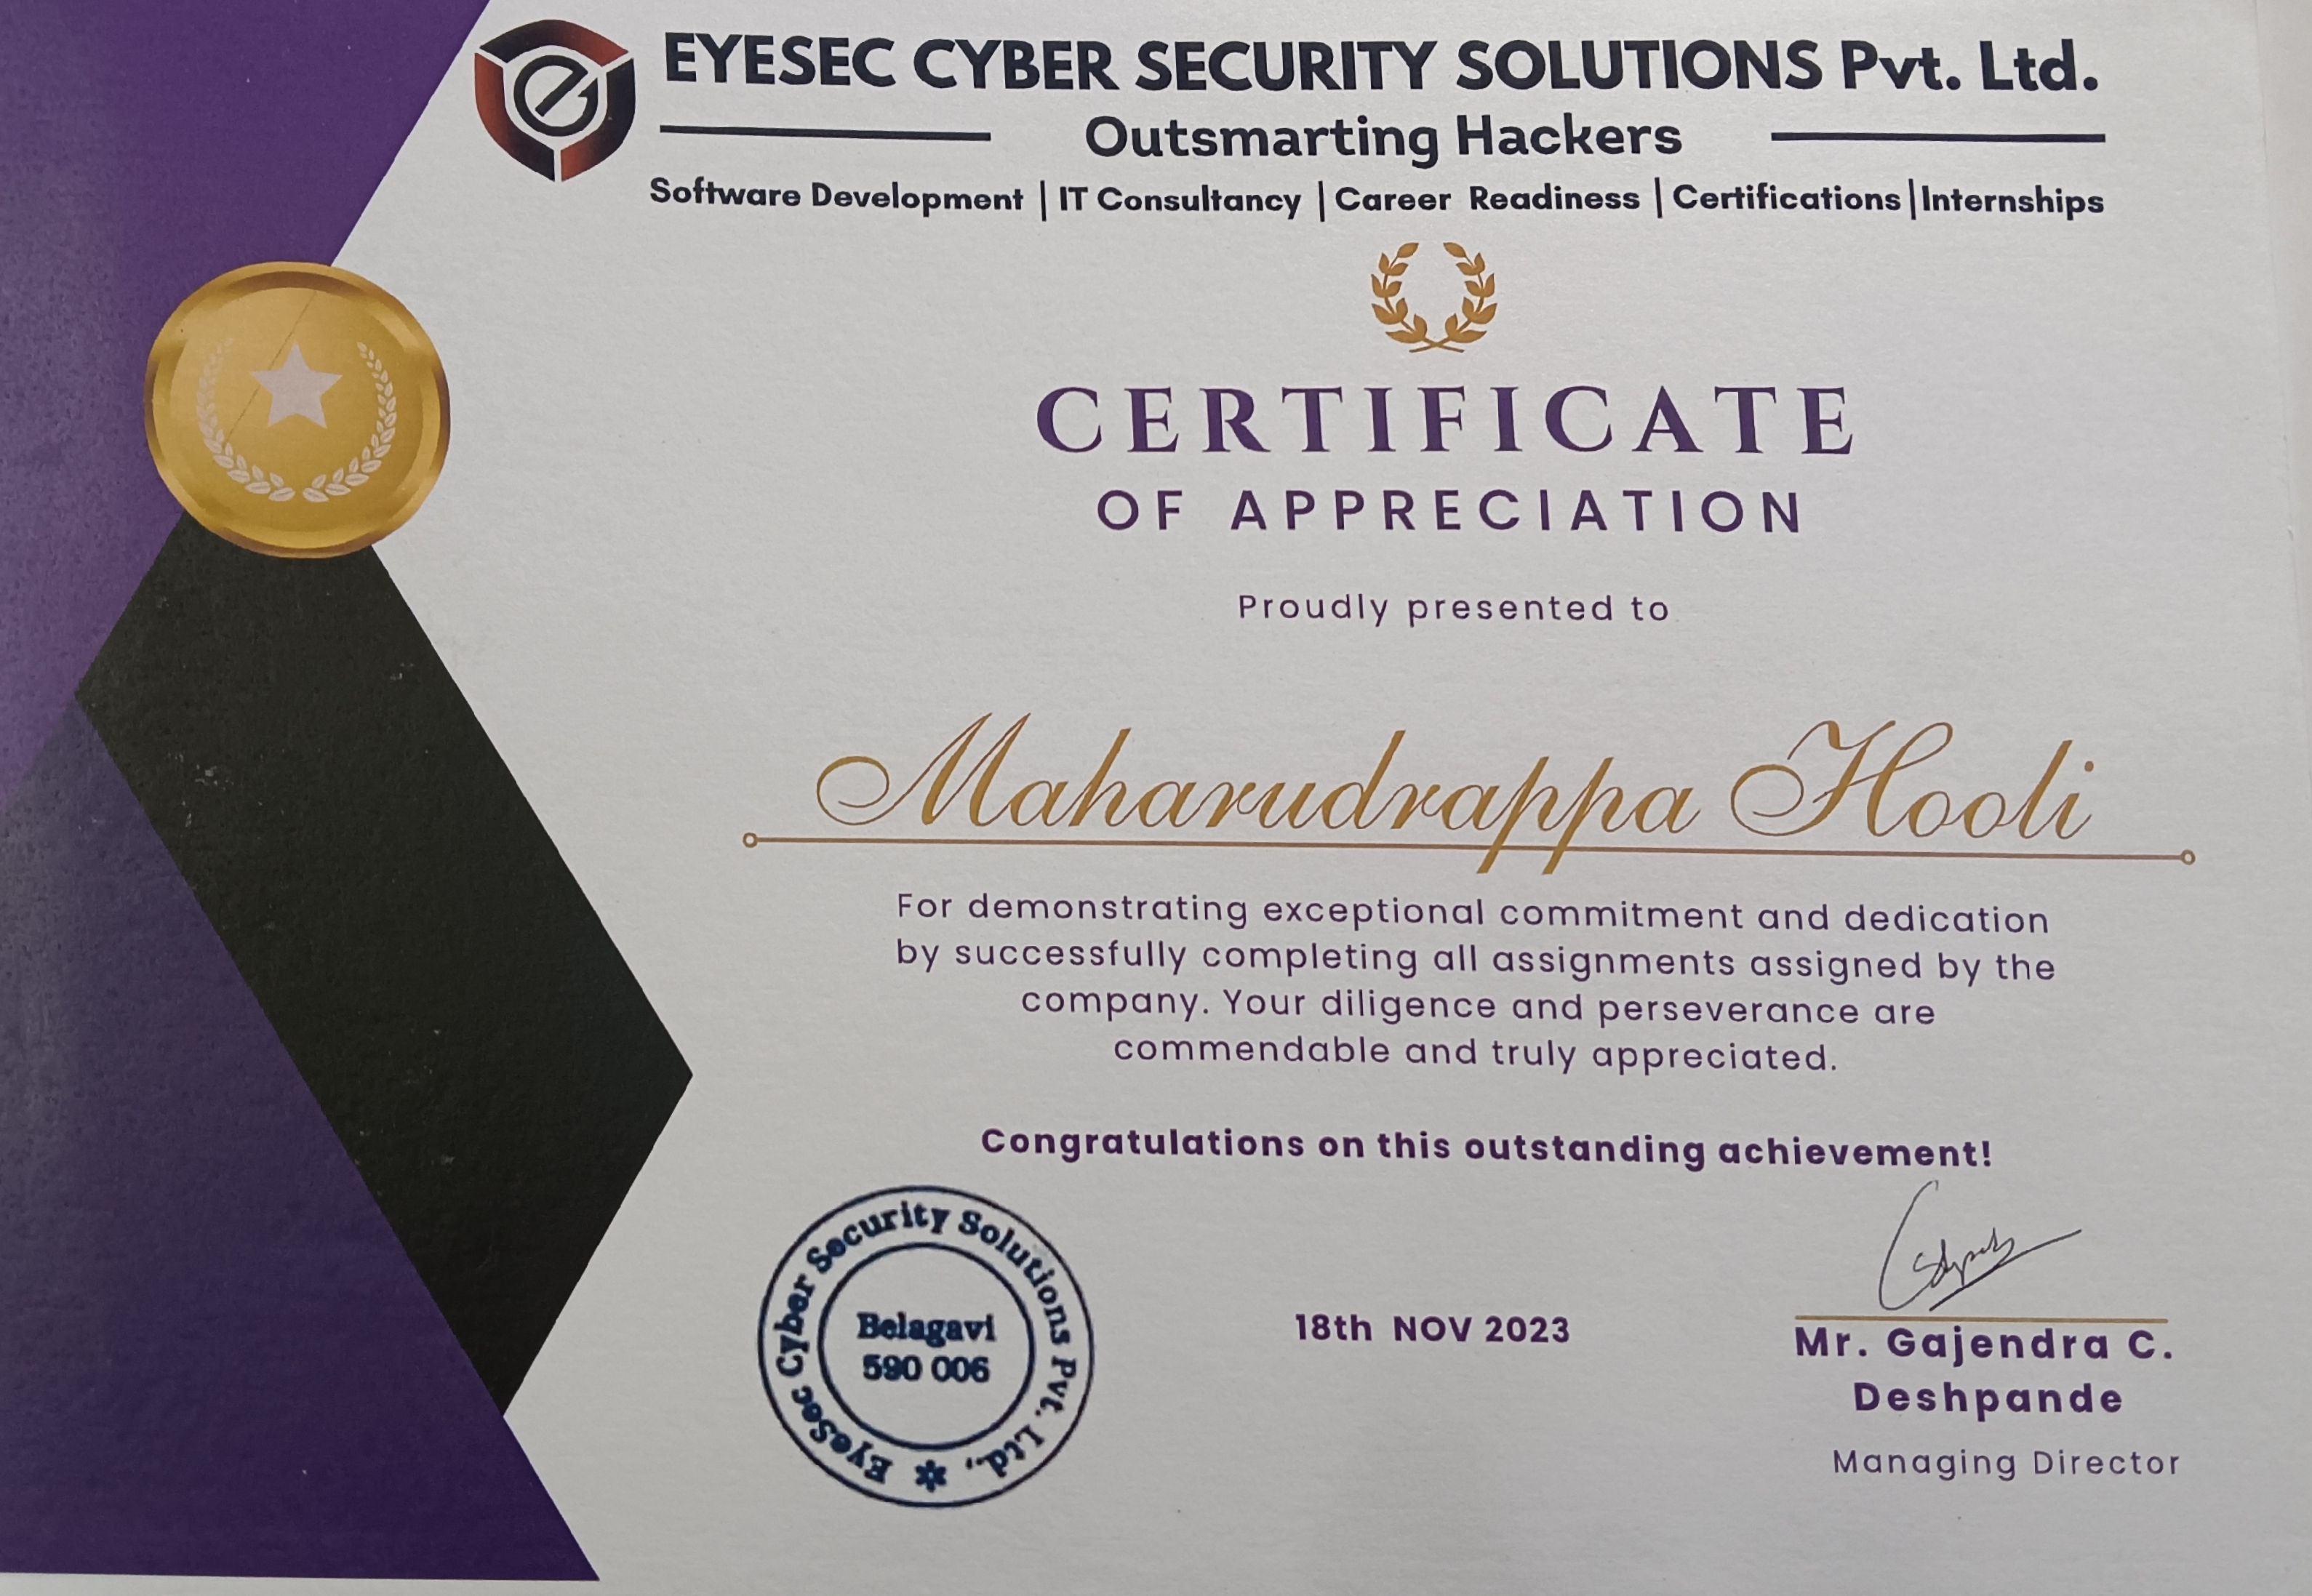 EYESEC CYBER SECURITY SOLUTIONS Pvt. Ltd.
Outsmarting Hackers
Software Development | IT Consultancy | Career Readiness | Certifications | Internships
CERTIFICATE
OF APPRECIATION
Proudly presented to
Maharudrappa Hooli
For demonstrating exceptional commitment and dedication
by successfully completing all assignments assigned by the
company. Your diligence and perseverance are
commendable and truly appreciated.
Congratulations on this outstanding achievement!
EyeSec Cyber Security Solutions Pvt. Ltd.,
Belagavi
590 006
18th NOV 2023
Mr. Gajendra C.
Deshpande
Managing Director